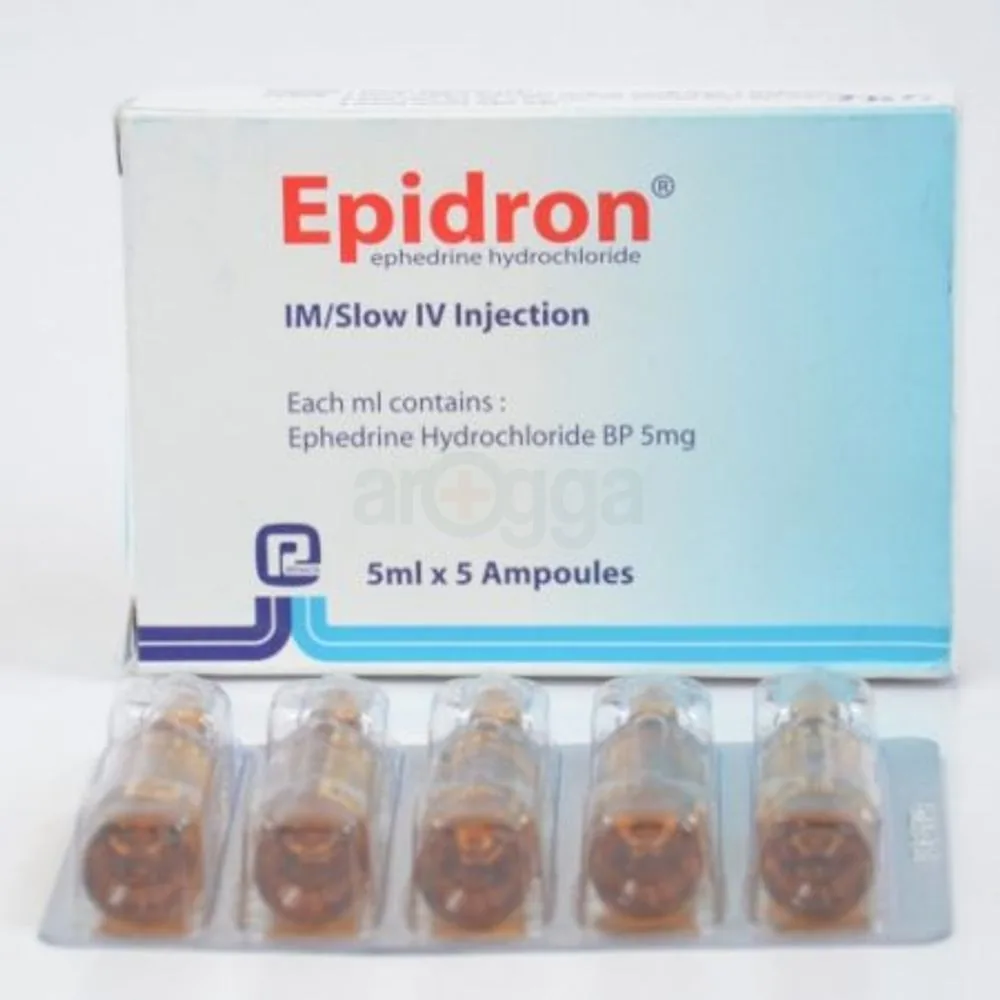 Epidron®
ephedrine hydrochloride
IM/Slow IV Injection
Each ml contains :
Ephedrine Hydrochloride BP 5mg
arogga
5ml x 5 Ampoules